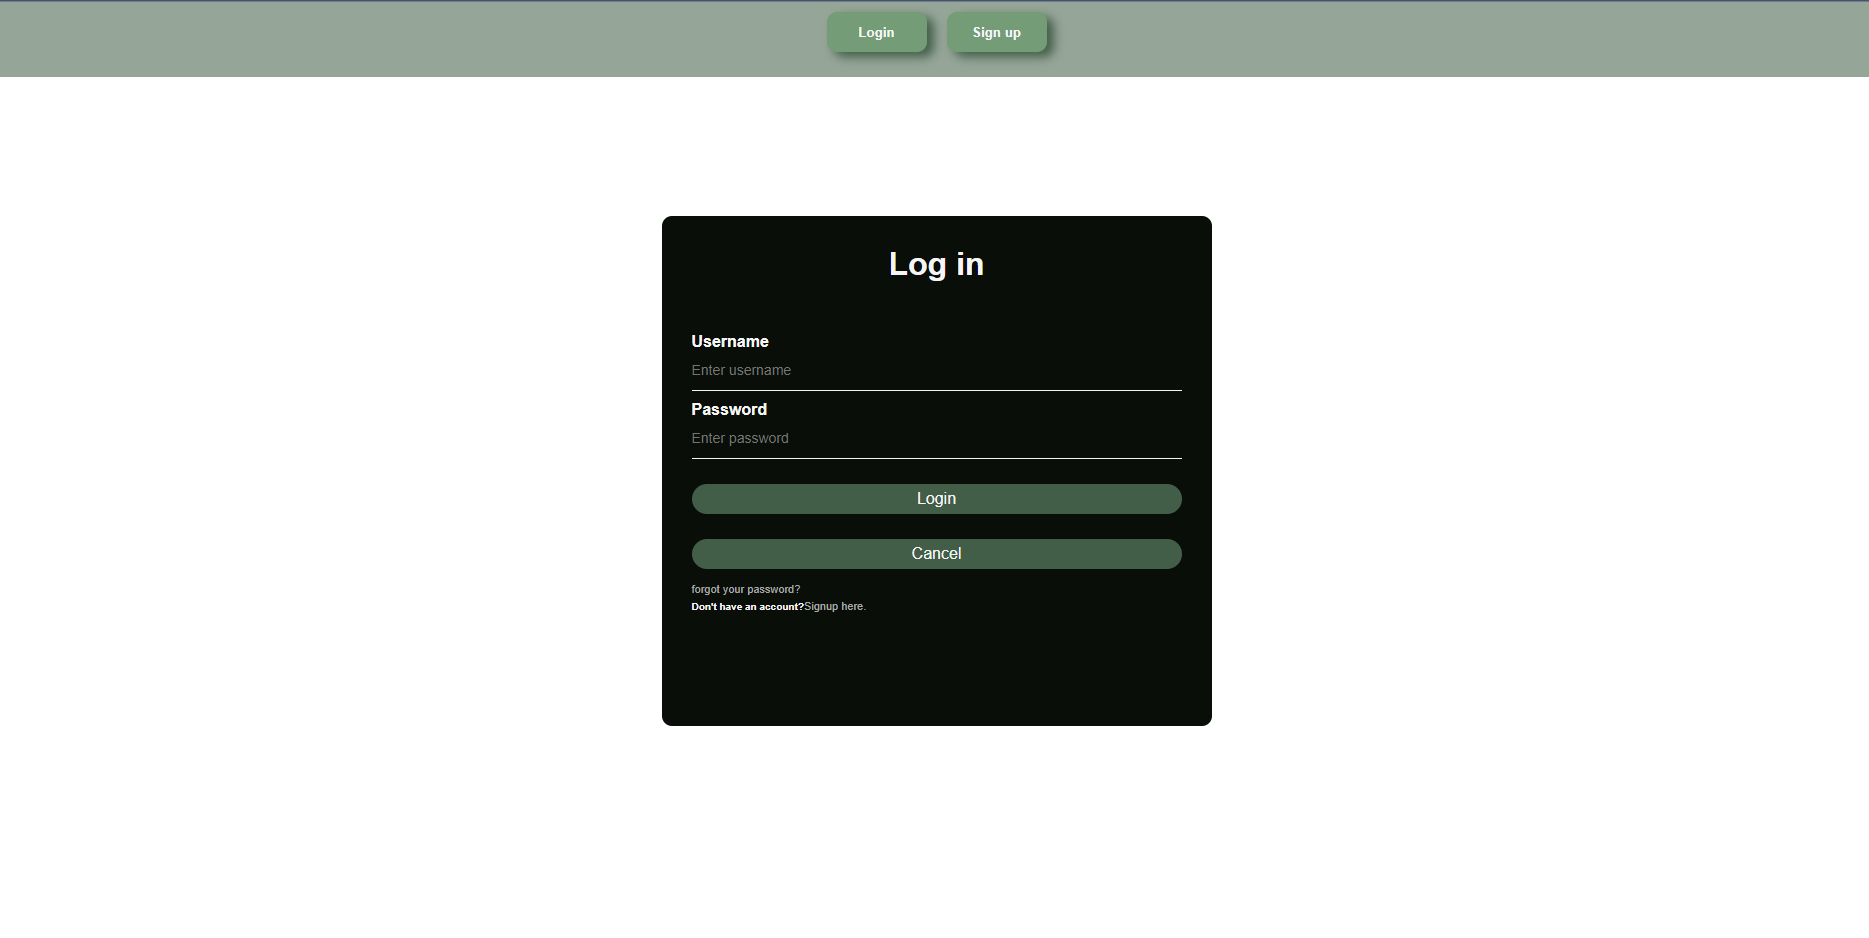 Login Sign up
Log in
Username
Enter username
Password
Enter password
Login
Cancel
forgot your password?
Don't have an account?Signup here.